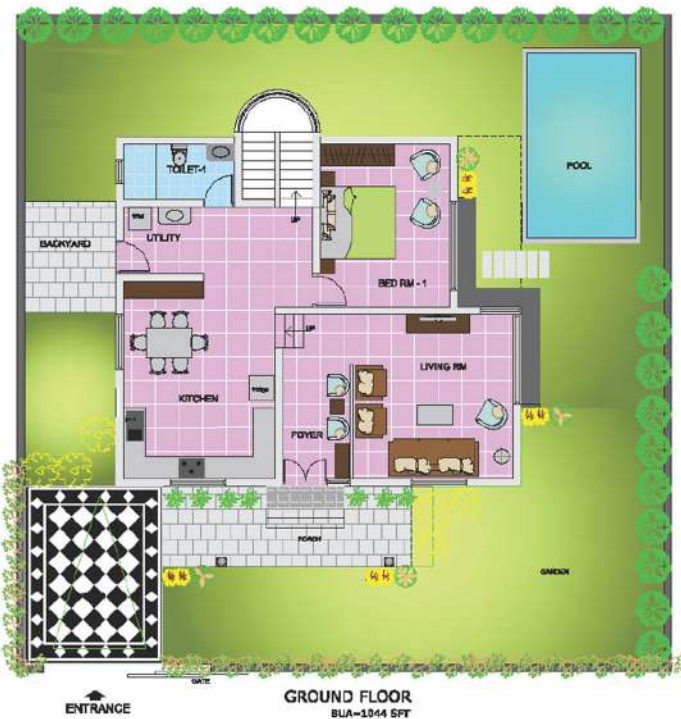 POOL
TOILET-1
UP
BACKYARD
UTILITY
BED RM - 1
UP
LIVING RM
KITCHEN
FOYER
PORCH
GARDEN
GATE
ENTRANCE
GROUND FLOOR
BUA=1044 SFT